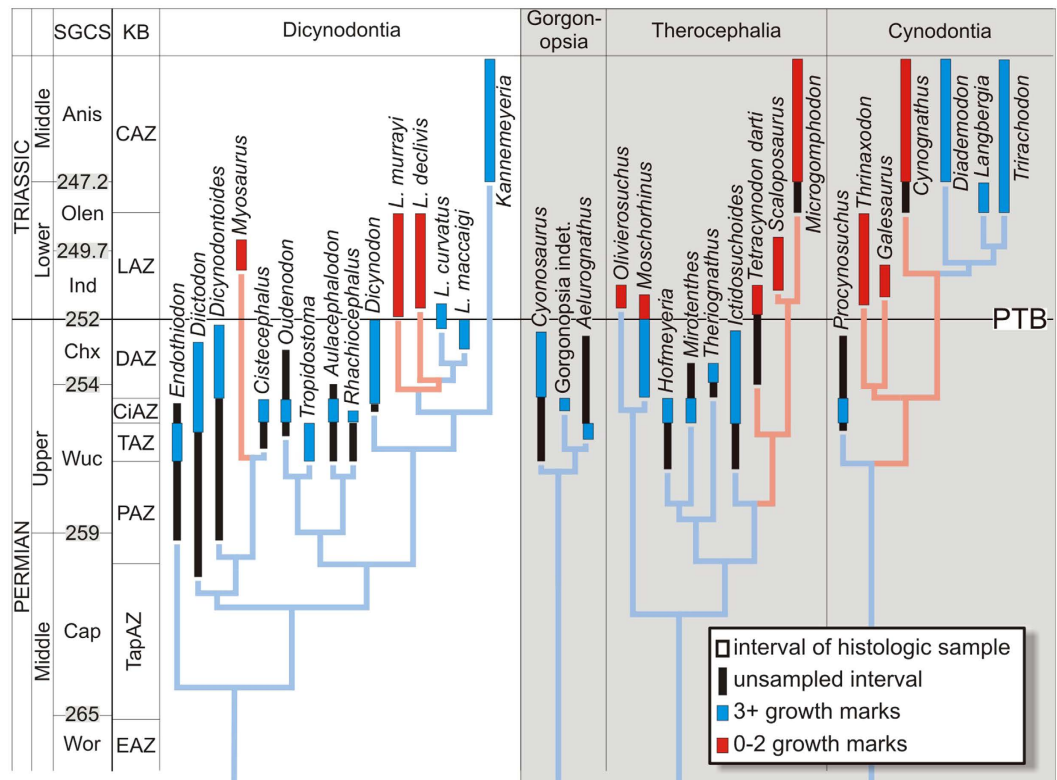 SGCS
KB
Dicynodontia
Gorgon-
opsia
Therocephalia
Cynodontia
TRIASSIC
PERMIAN
Middle
Lower
Upper
Middle
Anis
247.2
Olen
249.7
Ind
252
Chx
254
Wuc
259
Cap
265
Wor
CAZ
LAZ
DAZ
CiAZ
TAZ
PAZ
TapAZ
EAZ
Endothiodon
Diictodon
Dicynodontoides
Myosaurus
Cistecephalus
Oudenodon
Tropidostoma
Aulacephalodon
Rhachiocephalus
Dicynodon
L. murrayi
L. declivis
L. curvatus
L. maccaigi
Kannemeyeria
Cyonosaurus
Gorgonopsia indet.
Aelurognathus
Olivierosuchus
Moschorhinus
Hofmeyeria
Mirotenthes
Theriognathus
Ictidosuchoides
Tetracynodon darti
Scaloposaurus
Microgomphodon
Procynosuchus
Thrinaxodon
Galesaurus
Cynognathus
Diademodon
Langbergia
Trirachodon
PTB
interval of histologic sample
unsampled interval
3+ growth marks
0-2 growth marks